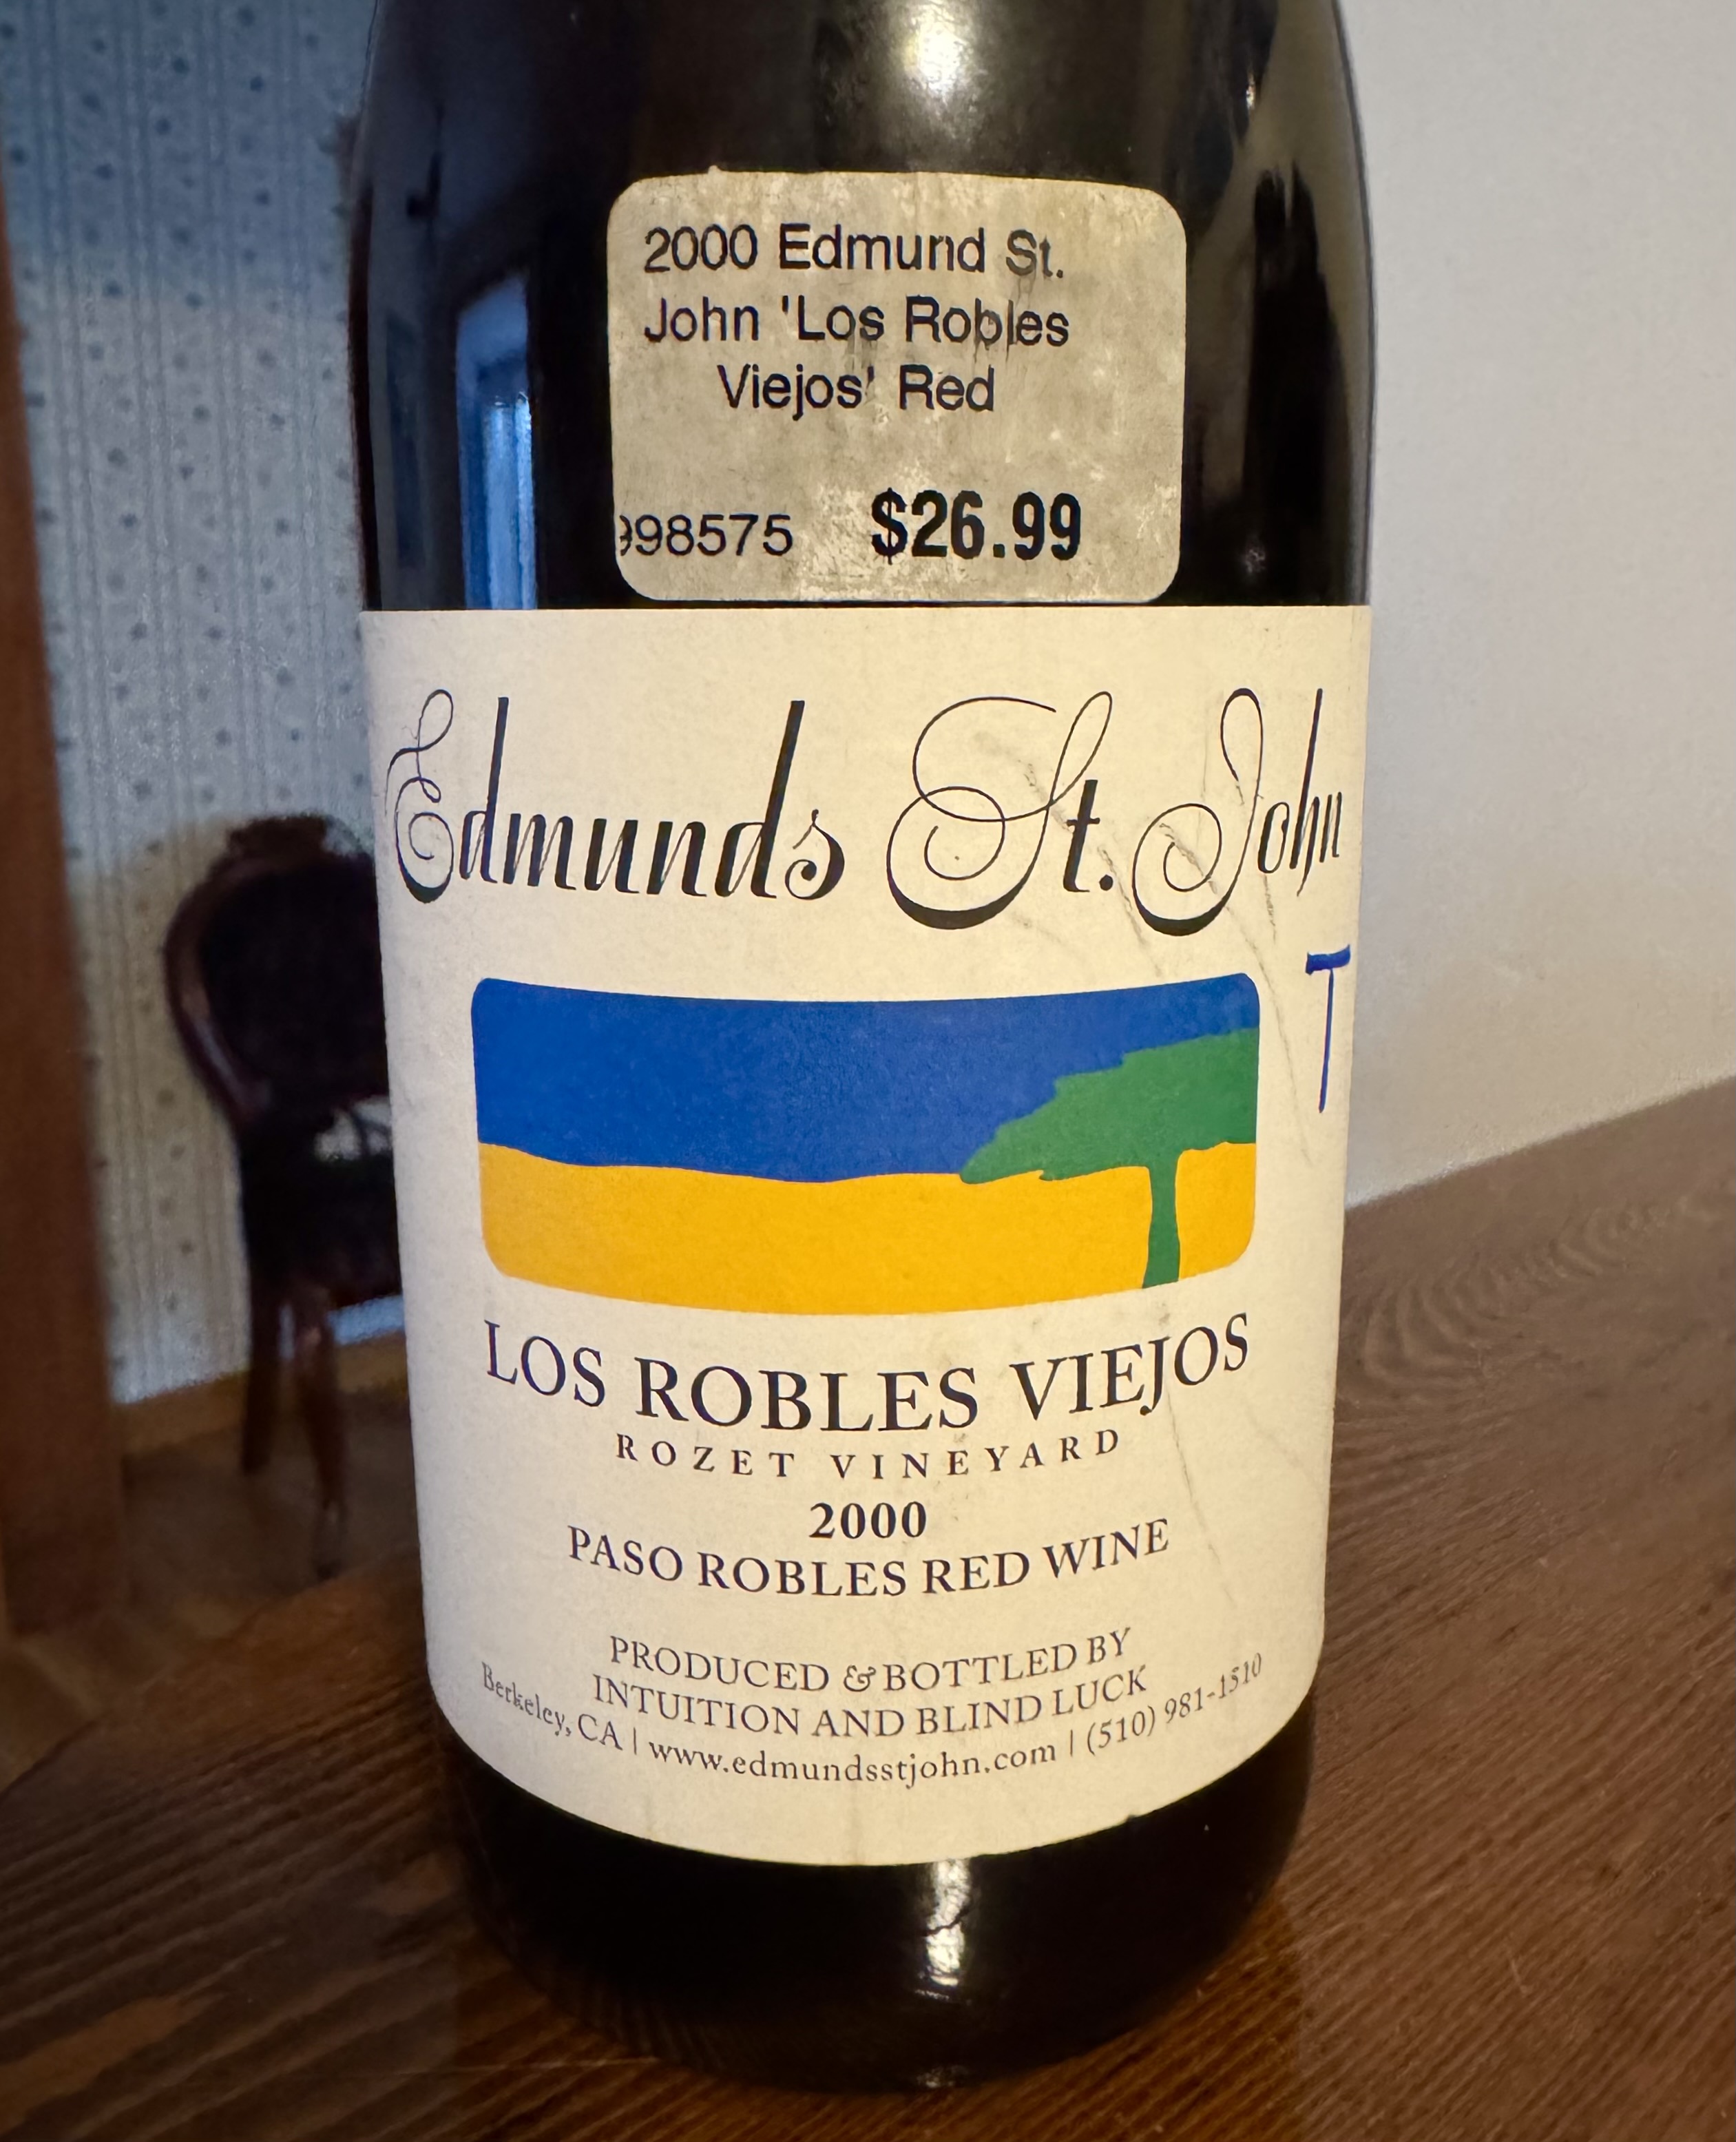 2000 Edmund St.
John 'Los Robles
Viejos' Red
998575 $26.99
Edmunds St. John
T
LOS ROBLES VIEJOS
ROZET VINEYARD
2000
PASO ROBLES RED WINE
PRODUCED & BOTTLED BY
INTUITION AND BLIND LUCK
Berkeley, CA | www.edmundsstjohn.com | (510) 981-1510